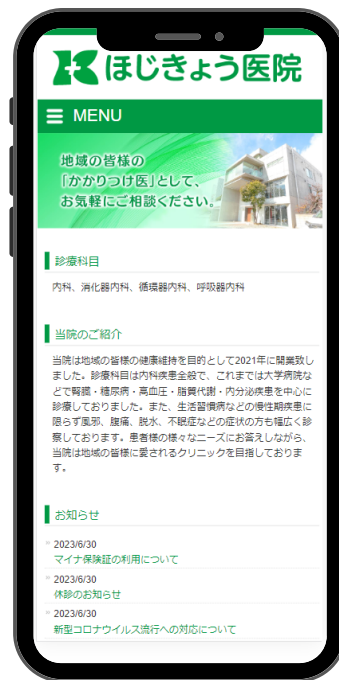 ほじきょう医院
MENU
地域の皆様の
「かかりつけ医」として、
お気軽にご相談ください。
診療科目
内科、消化器内科、循環器内科、呼吸器内科
当院のご紹介
当院は地域の皆様の健康維持を目的として2021年に開業致し
ました。診療科目は内科疾患全般で、これまでは大学病院な
どで腎臓・糖尿病・高血圧・脂質代謝・内分泌疾患を中心に
診療しておりました。また、生活習慣病などの慢性期疾患に
限らず風邪、腹痛、脱水、不眠症などの症状の方も幅広く診
察しております。患者様の様々なニーズにお答えしながら、
当院は地域の皆様に愛されるクリニックを目指しておりま
す。
お知らせ
2023/6/30
マイナ保険証の利用について
2023/6/30
休診のお知らせ
2023/6/30
新型コロナウイルス流行への対応について